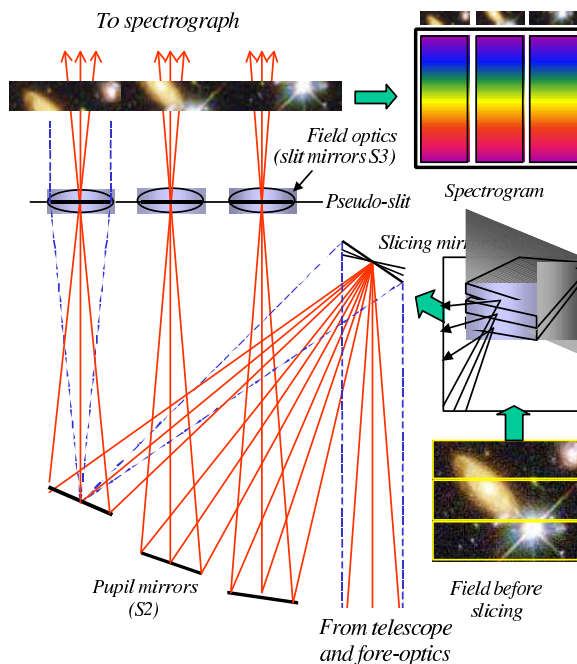 To spectrograph
Field optics
(slit mirrors S3)
Pseudo-slit
Spectrogram
Slicing mirror (S1)
Pupil mirrors
(S2)
From telescope
and fore-optics
Field before
slicing